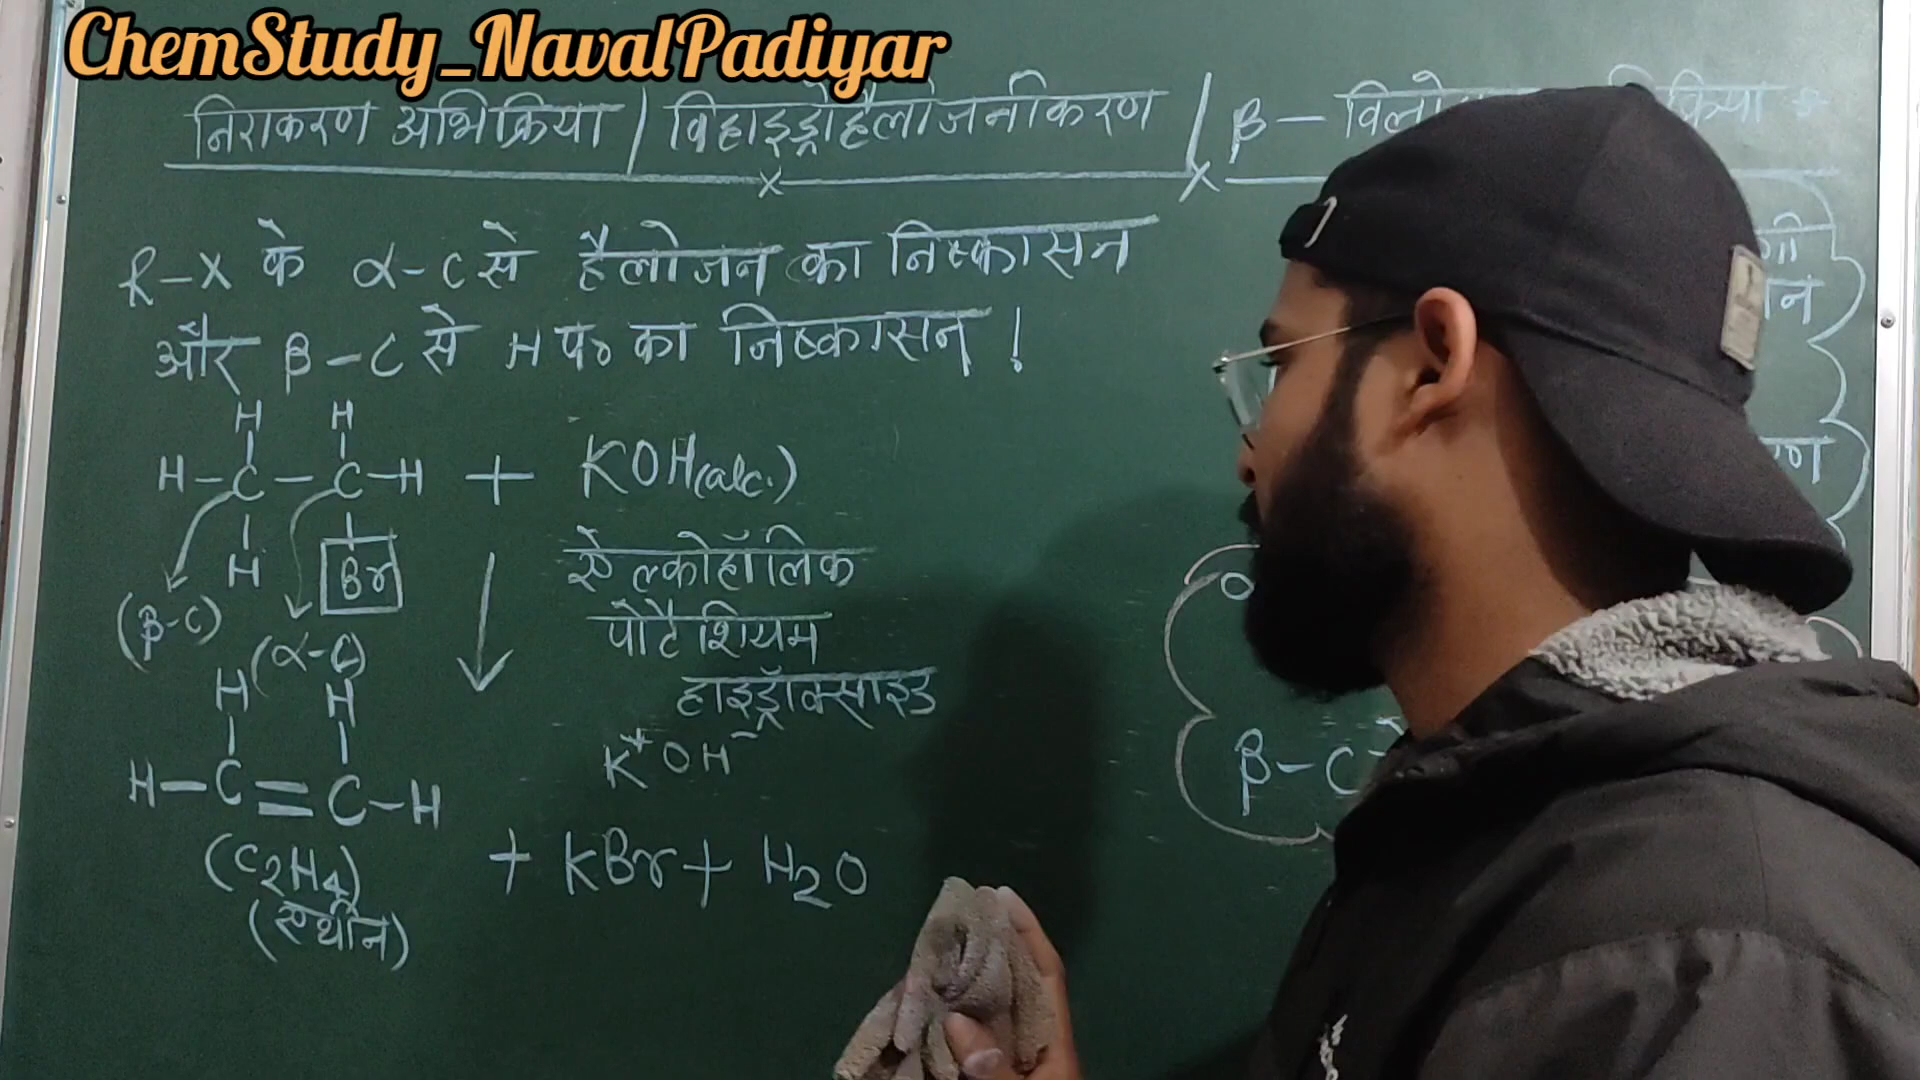 ChemStudy_NavalPadiyar
निराकरण अभिक्रिया / विहाइड्रोहैलोजनीकरण / β-
R-X के α-C से हैलोजन का निष्कासन
और β-C से H पर० का निष्कासन !
H H
H-C-C-H + KOH(alc.)
H Br
(β-C) (α-C)
ऐल्कोहॉलिक
पोटैशियम
हाइड्रॉक्साइड
K⁺OH⁻
H H
H-C=C-H
(C₂H₄) + KBr + H₂O
(एथीन)
β-C